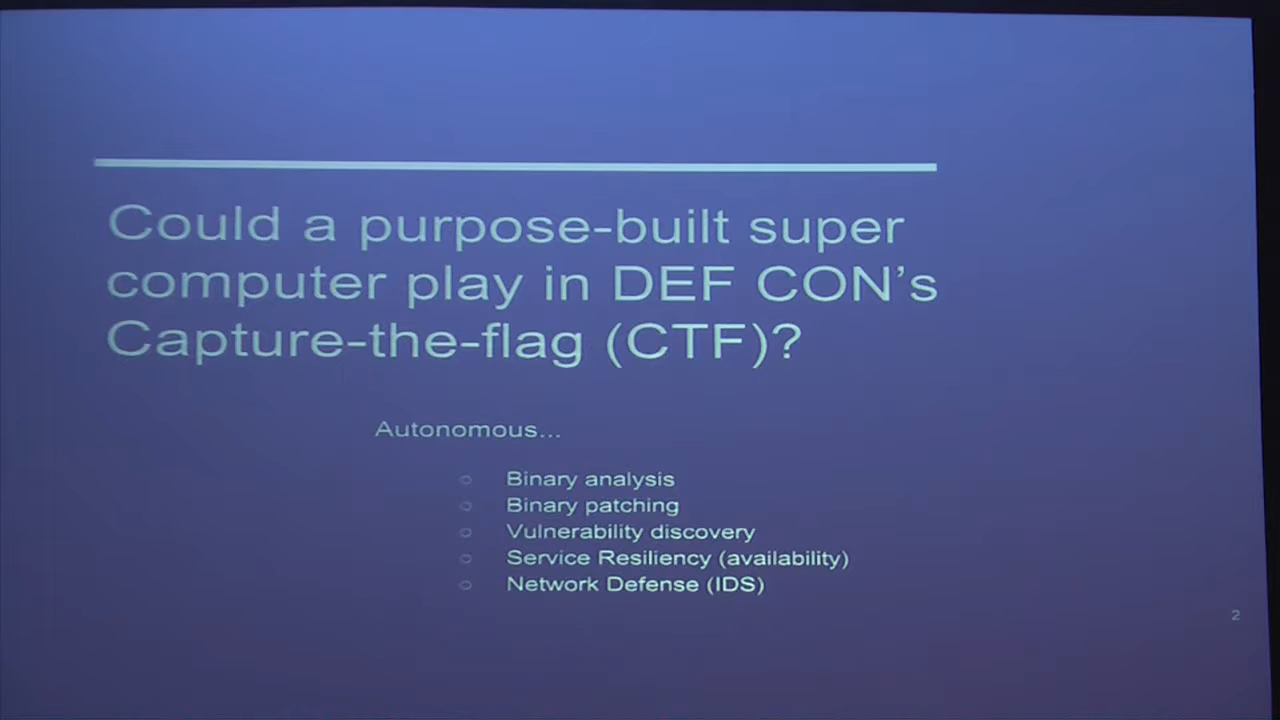 Could a purpose-built super
computer play in DEF CON’s
Capture-the-flag (CTF)?
Autonomous...
Binary analysis
Binary patching
Vulnerability discovery
Service Resiliency (availability)
Network Defense (IDS)
2